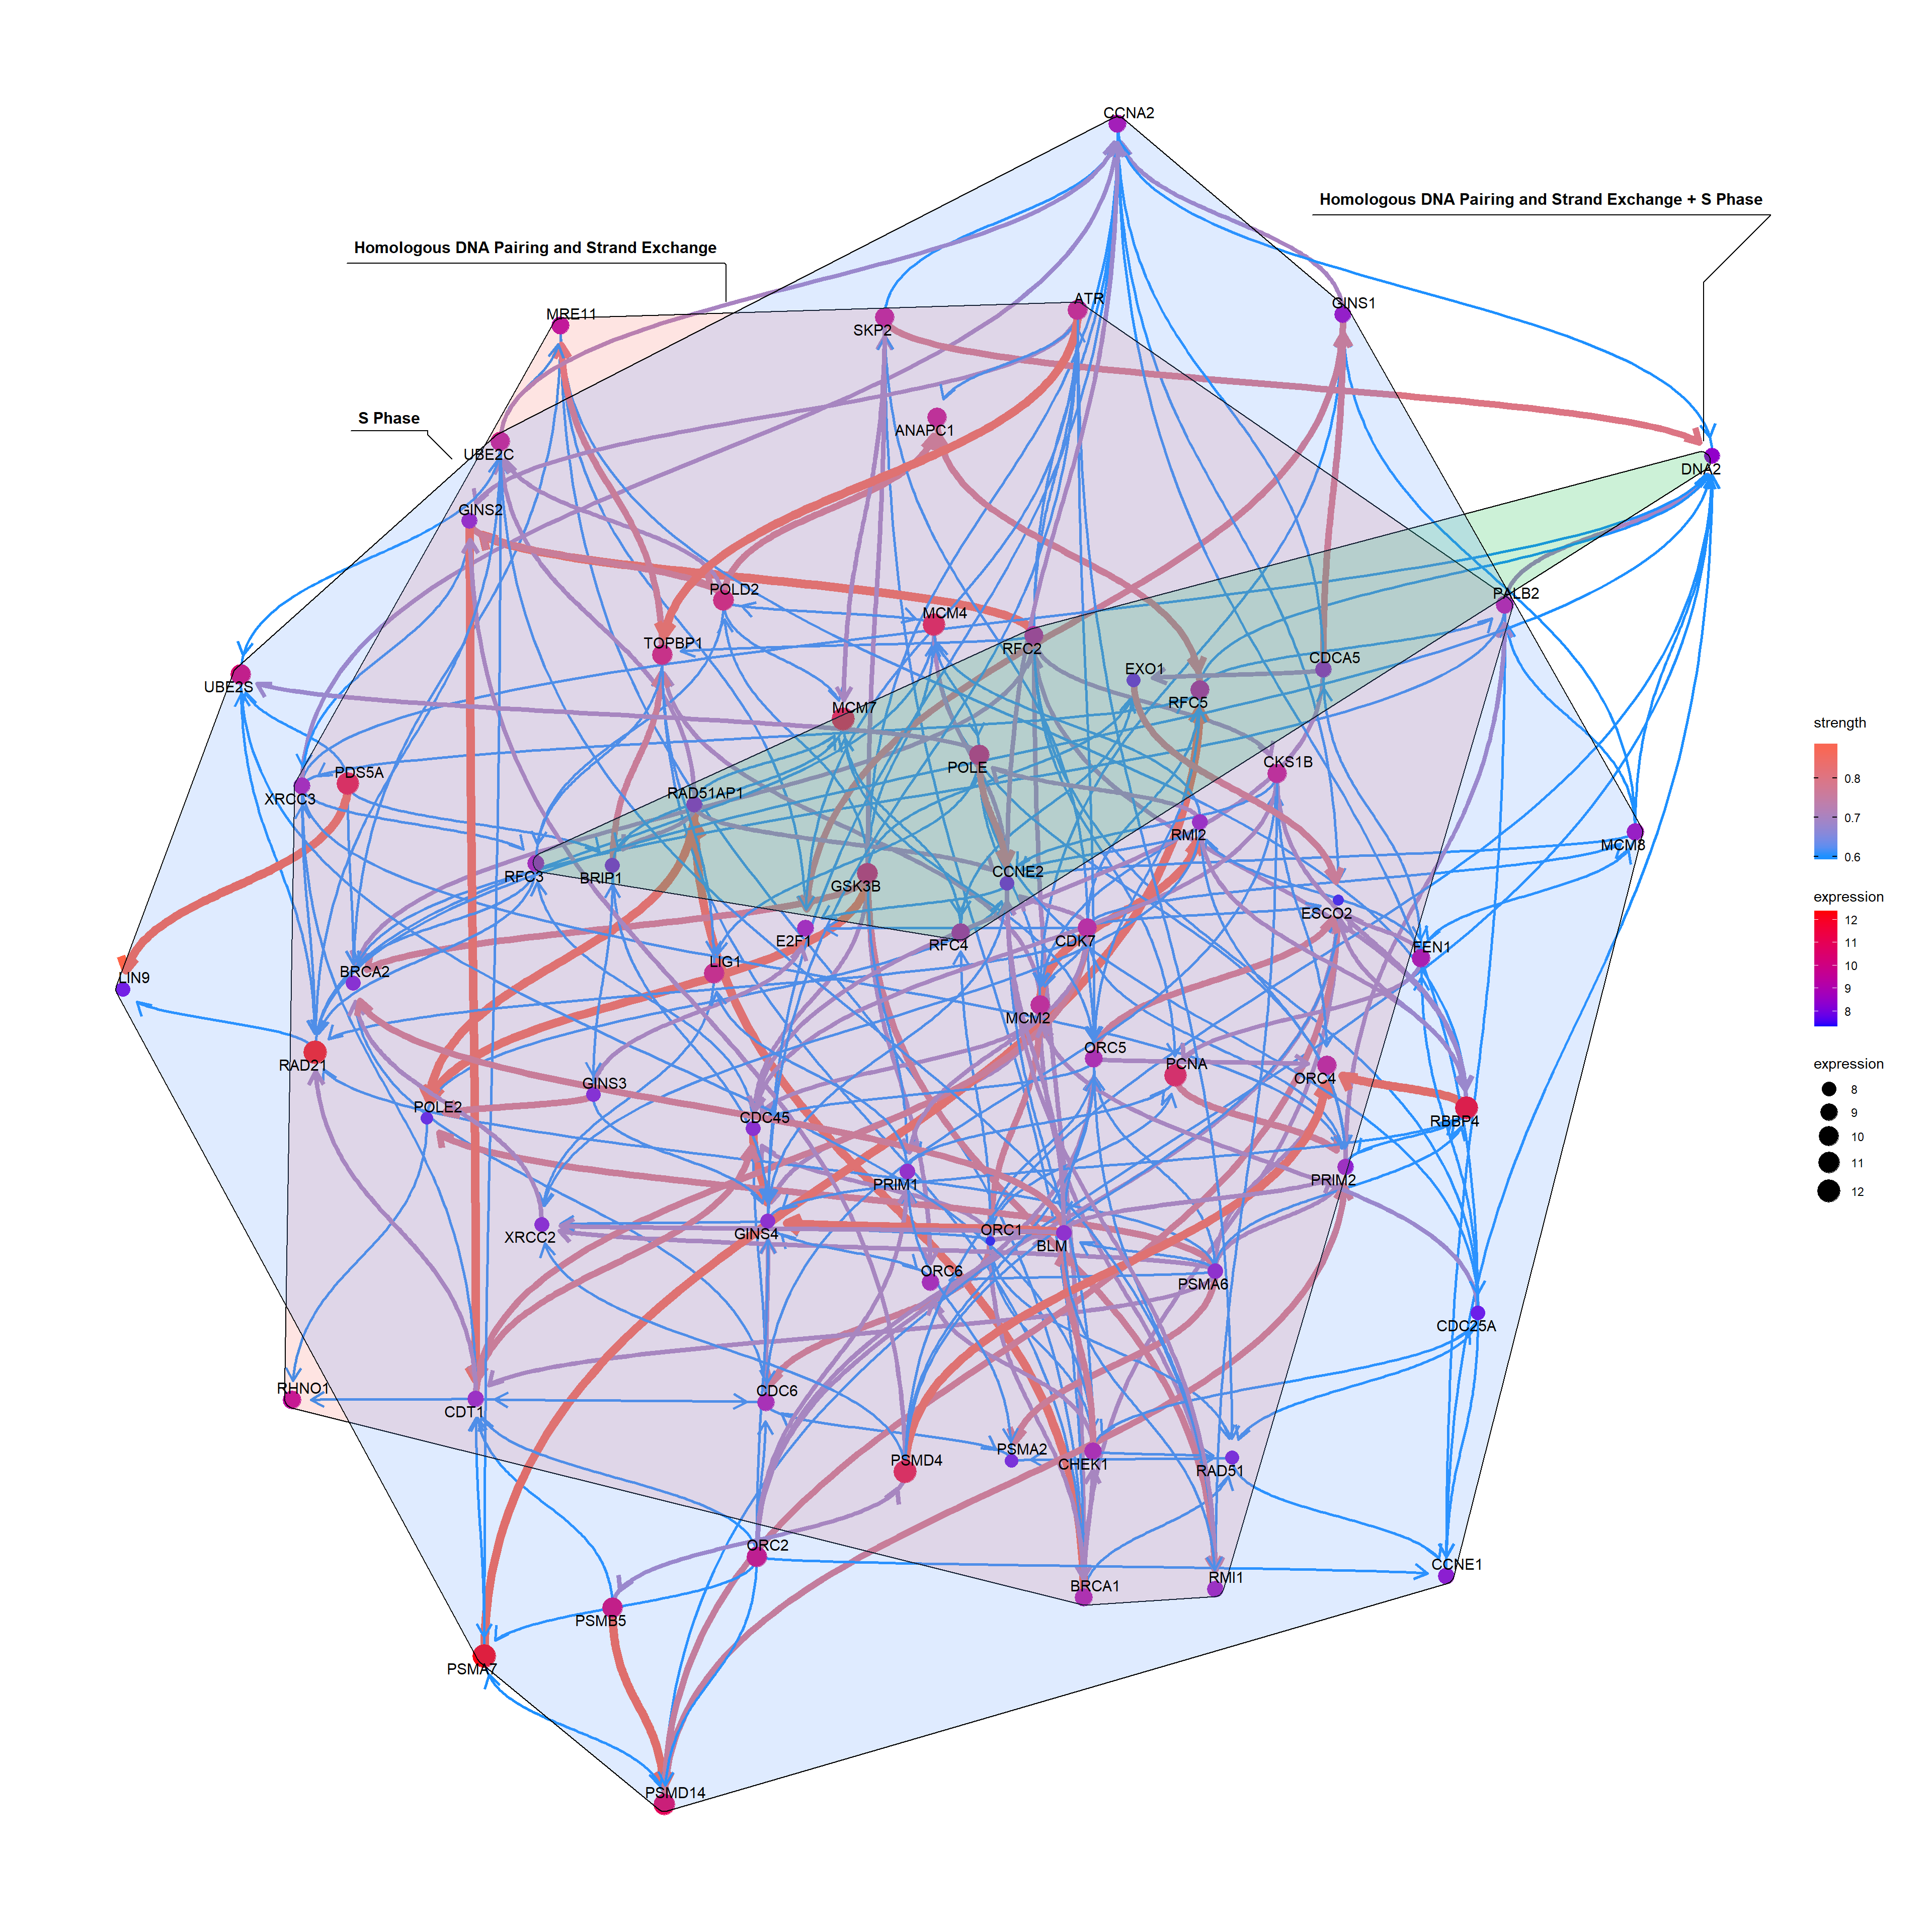 CCNA2
Homologous DNA Pairing and Strand Exchange + S Phase
Homologous DNA Pairing and Strand Exchange
ATR
GINS1
MRE11
SKP2
S Phase
ANAPC1
UBE2C
DNA2
GINS2
POLD2
PALB2
MCM4
TOPBP1
RFC2
CDCA5
EXO1
UBE2S
RFC5
MCM7
strength
POLE
CKS1B
PDS5A
0.8
XRCC3
RAD51AP1
0.7
RMI2
MCM8
0.6
RFC3
BRIP1
GSK3B
CCNE2
expression
ESCO2
12
E2F1
RFC4
CDK7
FEN1
11
LIG1
10
LIN9
BRCA2
9
MCM2
8
ORC5
RAD21
PCNA
ORC4
expression
GINS3
8
POLE2
CDC45
RBBP4
9
10
PRIM1
PRIM2
11
12
XRCC2
GINS4
ORC1
BLM
ORC6
PSMA6
CDC25A
RHNO1
CDT1
CDC6
PSMD4
PSMA2
CHEK1
RAD51
ORC2
CCNE1
BRCA1
RMI1
PSMB5
PSMA7
PSMD14